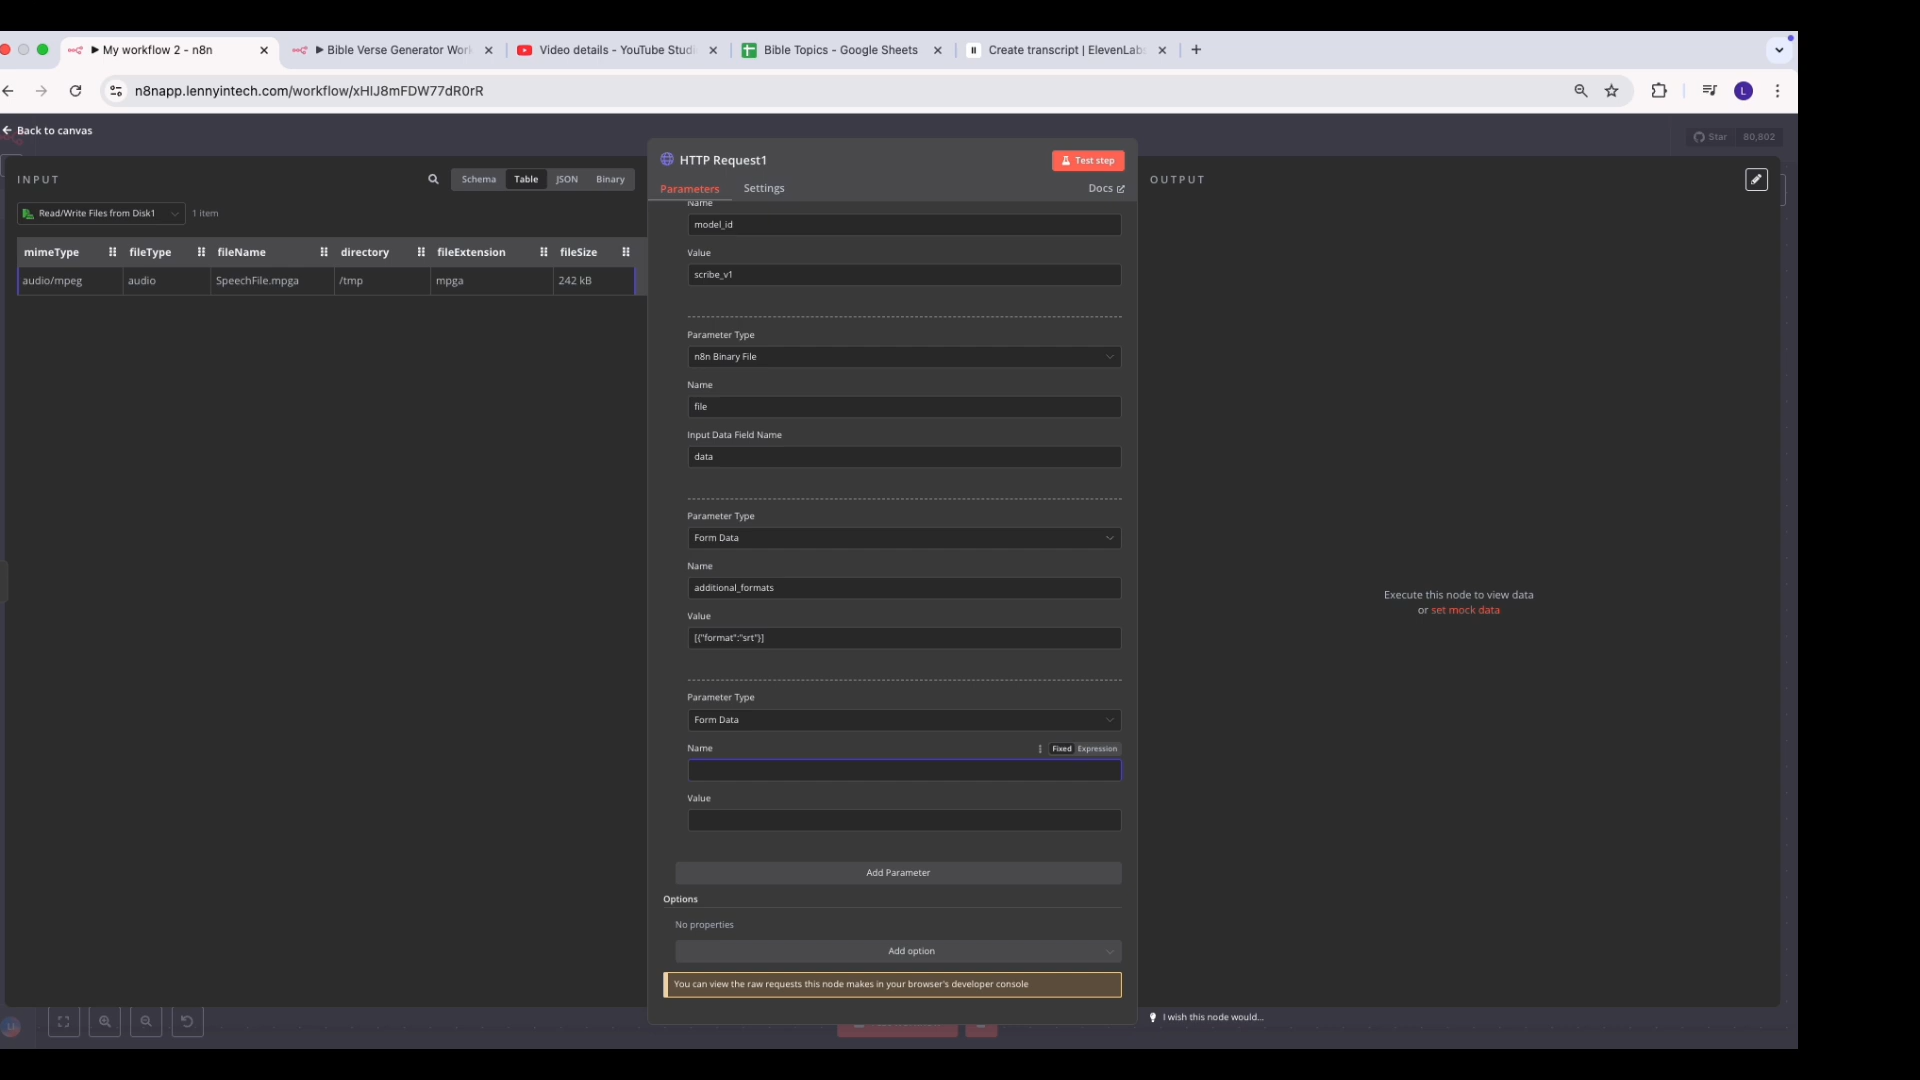 My workflow 2 - n8n
Bible Verse Generator Wor
Video details - YouTube Studi
Bible Topics - Google Sheets
Create transcript | ElevenLab
n8napp.lennyintech.com/workflow/xHIJ8mFDW77dR0rR
L
Back to canvas
Star 80,802
HTTP Request1
Test step
Parameters
Settings
Docs
INPUT
Schema
Table
JSON
Binary
OUTPUT
Read/Write Files from Disk1
1 item
mimeType fileType fileName directory fileExtension fileSize
audio/mpeg audio SpeechFile.mpga /tmp mpga 242 kB
Name
model_id
Value
scribe_v1
Parameter Type
n8n Binary File
Name
file
Input Data Field Name
data
Parameter Type
Form Data
Name
additional_formats
Value
[{"format":"srt"}]
Parameter Type
Form Data
Name
Fixed Expression
Value
Add Parameter
Options
No properties
Add option
You can view the raw requests this node makes in your browser's developer console
Execute this node to view data
or set mock data
I wish this node would...